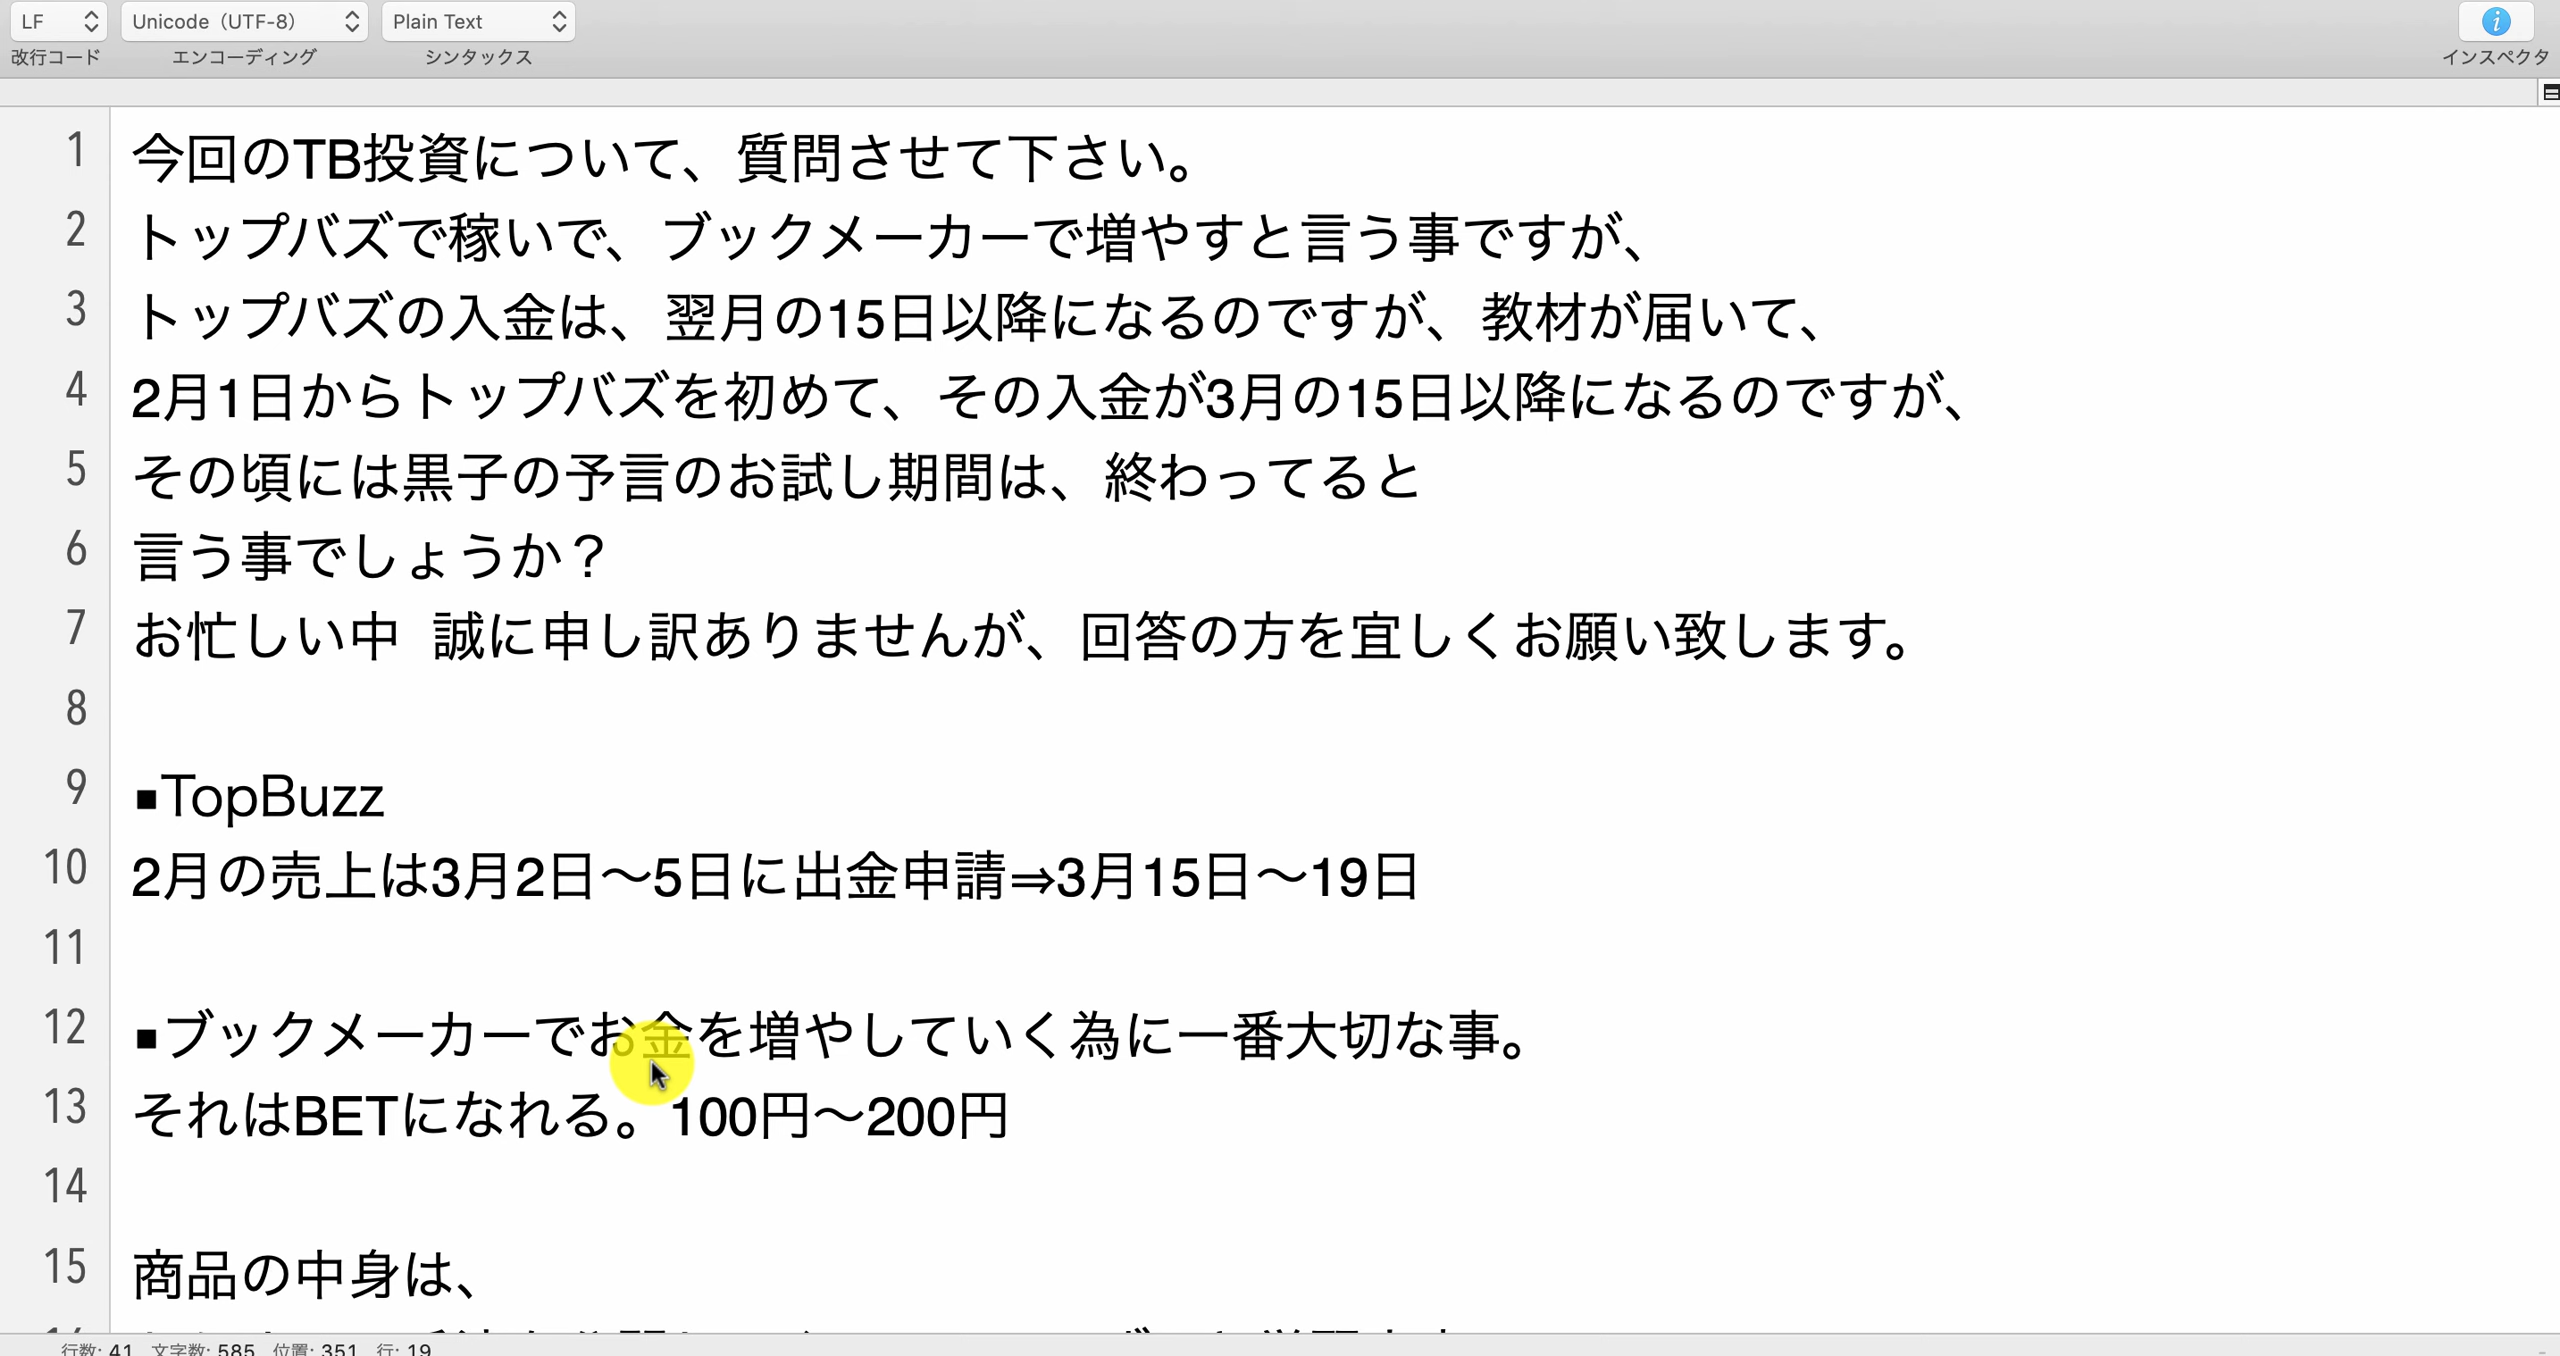 LF
Unicode（UTF-8）
Plain Text
改行コード
エンコーディング
シンタックス
インスペクタ
1 今回のTB投資について、質問させて下さい。
2 トップバズで稼いで、ブックメーカーで増やすと言う事ですが、
3 トップバズの入金は、翌月の15日以降になるのですが、教材が届いて、
4 2月1日からトップバズを初めて、その入金が3月の15日以降になるのですが、
5 その頃には黒子の予言のお試し期間は、終わってると
6 言う事でしょうか？
7 お忙しい中 誠に申し訳ありませんが、回答の方を宜しくお願い致します。
8
9 ■TopBuzz
10 2月の売上は3月2日〜5日に出金申請⇒3月15日〜19日
11
12 ■ブックメーカーでお金を増やしていく為に一番大切な事。
13 それはBETになれる。100円〜200円
14
15 商品の中身は、
行数: 41 文字数: 585 位置: 351 行: 19